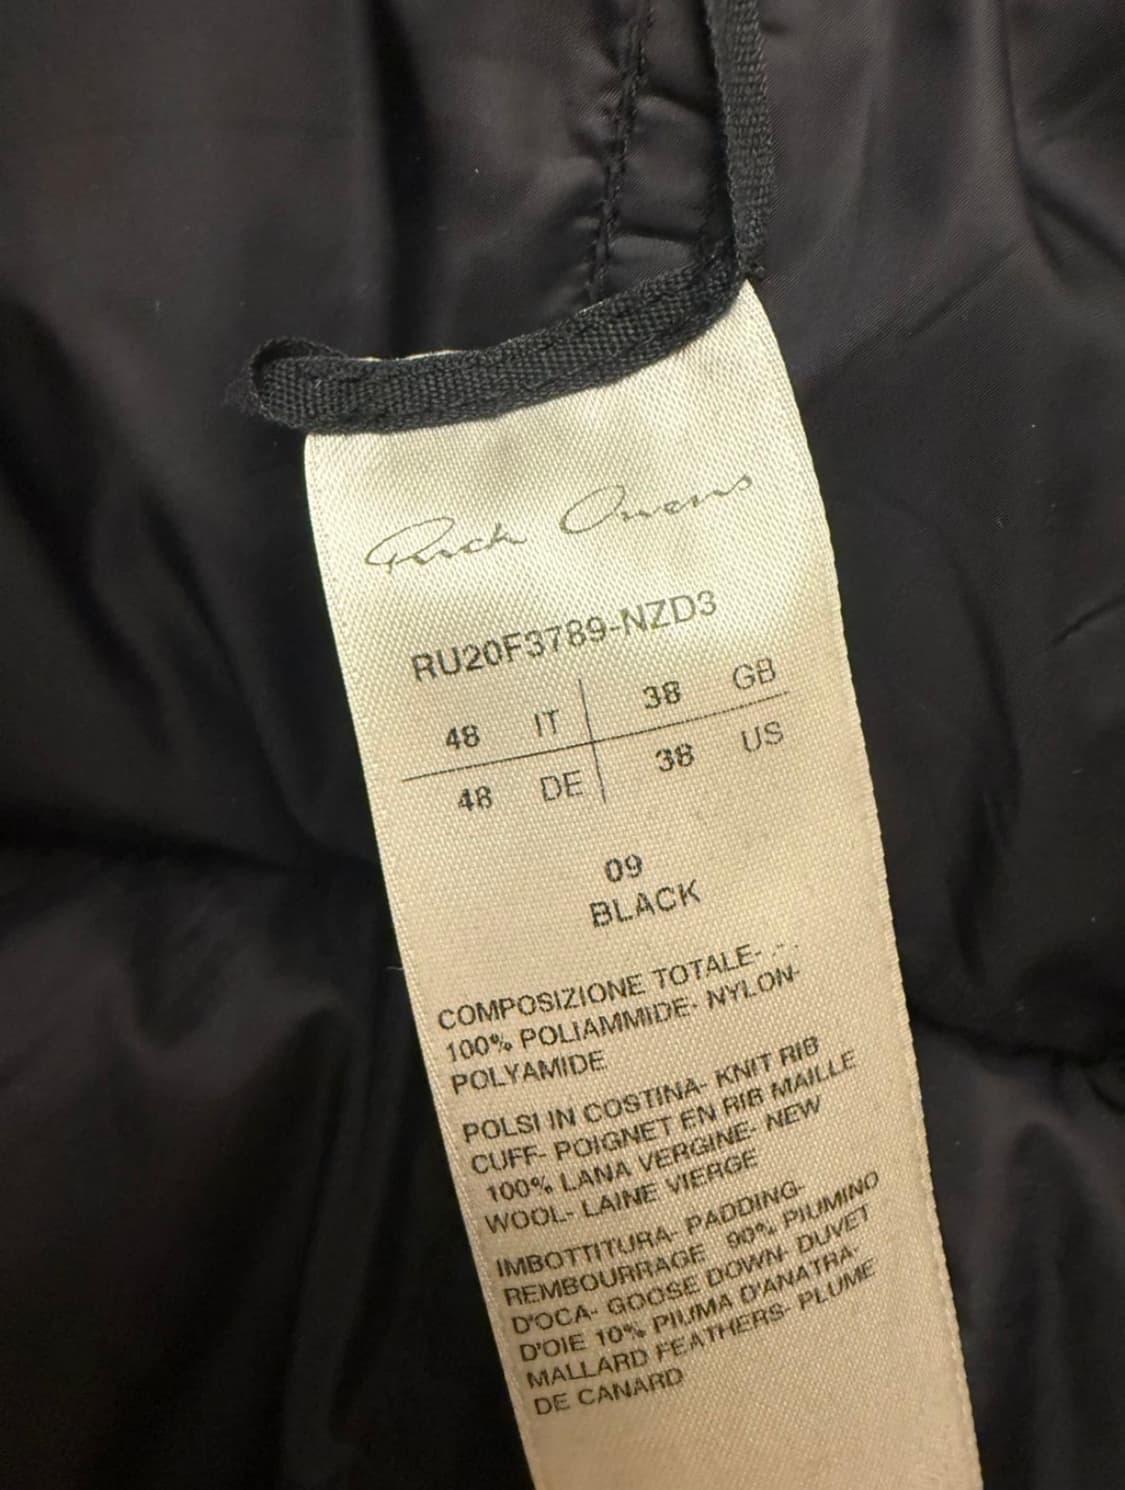 Rick Owens
RU20F3789-NZD3
48 IT 38 GB
48 DE 38 US
09
BLACK
COMPOSIZIONE TOTALE-
100% POLIAMMIDE- NYLON-
POLYAMIDE
POLSI IN COSTINA- KNIT RIB
CUFF- POIGNET EN RIB MAILLE
100% LANA VERGINE- NEW
WOOL- LAINE VIERGE
IMBOTTITURA- PADDING-
REMBOURRAGE 90% PIUMINO
D'OCA- GOOSE DOWN- DUVET
D'OIE 10% PIUMA D'ANATRA-
MALLARD FEATHERS- PLUME
DE CANARD